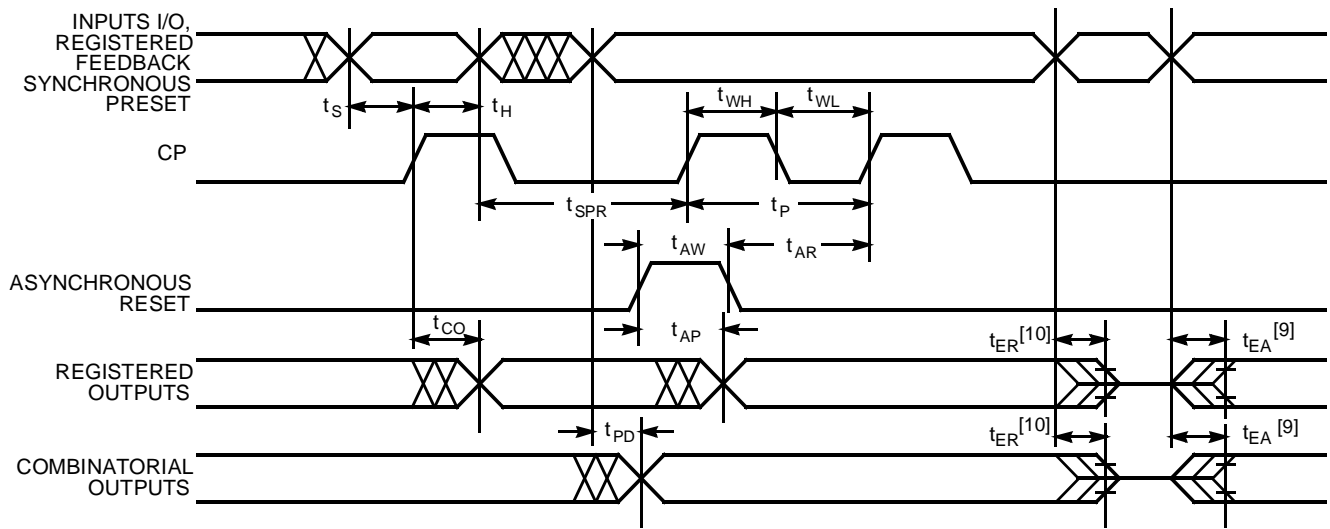 INPUTS I/O,
REGISTERED
FEEDBACK
SYNCHRONOUS
PRESET
tS
tH
tWH
tWL
CP
tSPR
tP
tAW
tAR
ASYNCHRONOUS
RESET
tCO
tAP
tER[10]
tEA[9]
REGISTERED
OUTPUTS
tPD
tER[10]
tEA[9]
COMBINATORIAL
OUTPUTS